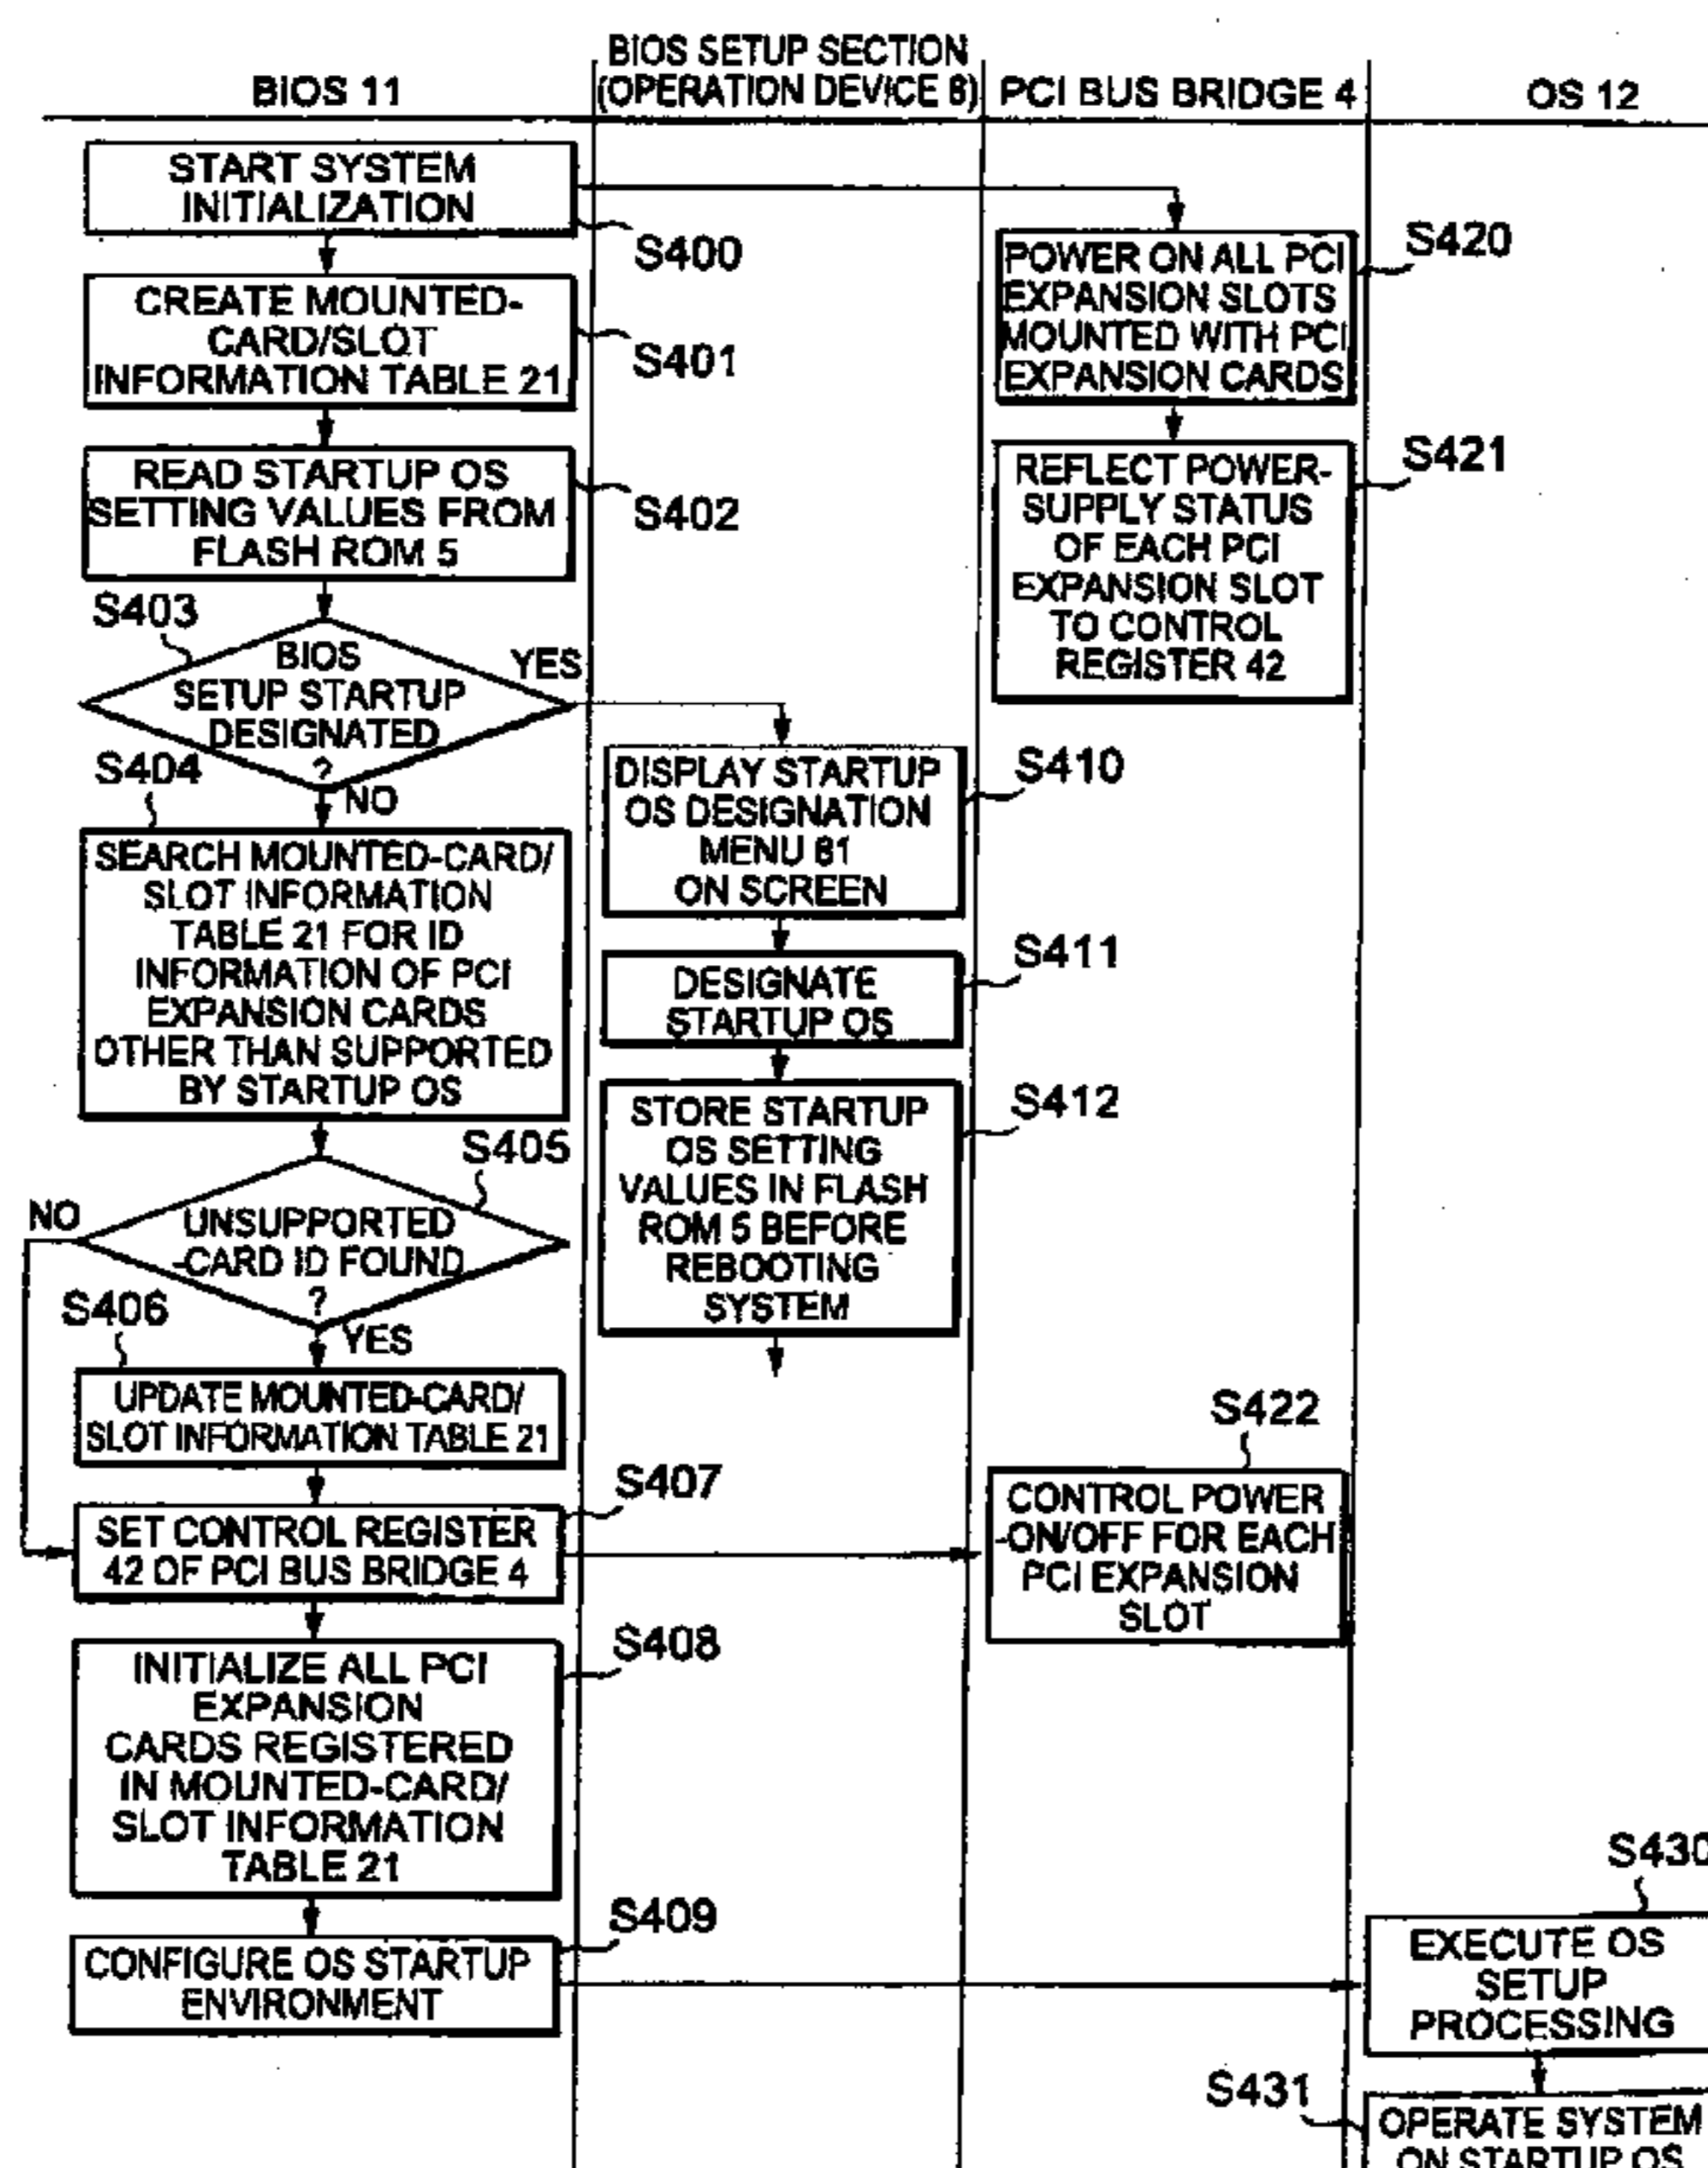 BIOS 11
BIOS SETUP SECTION
(OPERATION DEVICE 8)
PCI BUS BRIDGE 4
OS 12
START SYSTEM
INITIALIZATION
S400
CREATE MOUNTED-
CARD/SLOT
INFORMATION TABLE 21
S401
READ STARTUP OS
SETTING VALUES FROM
FLASH ROM 5
S402
S403
BIOS
SETUP STARTUP
DESIGNATED
?
YES
NO
S404
SEARCH MOUNTED-CARD/
SLOT INFORMATION
TABLE 21 FOR ID
INFORMATION OF PCI
EXPANSION CARDS
OTHER THAN SUPPORTED
BY STARTUP OS
S405
UNSUPPORTED
-CARD ID FOUND
?
NO
YES
S406
UPDATE MOUNTED-CARD/
SLOT INFORMATION TABLE 21
S407
SET CONTROL REGISTER
42 OF PCI BUS BRIDGE 4
S408
INITIALIZE ALL PCI
EXPANSION
CARDS REGISTERED
IN MOUNTED-CARD/
SLOT INFORMATION
TABLE 21
S409
CONFIGURE OS STARTUP
ENVIRONMENT
DISPLAY STARTUP
OS DESIGNATION
MENU 81
ON SCREEN
S410
DESIGNATE
STARTUP OS
S411
STORE STARTUP
OS SETTING
VALUES IN FLASH
ROM 5 BEFORE
REBOOTING
SYSTEM
S412
POWER ON ALL PCI
EXPANSION SLOTS
MOUNTED WITH PCI
EXPANSION CARDS
S420
REFLECT POWER-
SUPPLY STATUS
OF EACH PCI
EXPANSION SLOT
TO CONTROL
REGISTER 42
S421
S422
CONTROL POWER
-ON/OFF FOR EACH
PCI EXPANSION
SLOT
S430
EXECUTE OS
SETUP
PROCESSING
S431
OPERATE SYSTEM
ON STARTUP OS